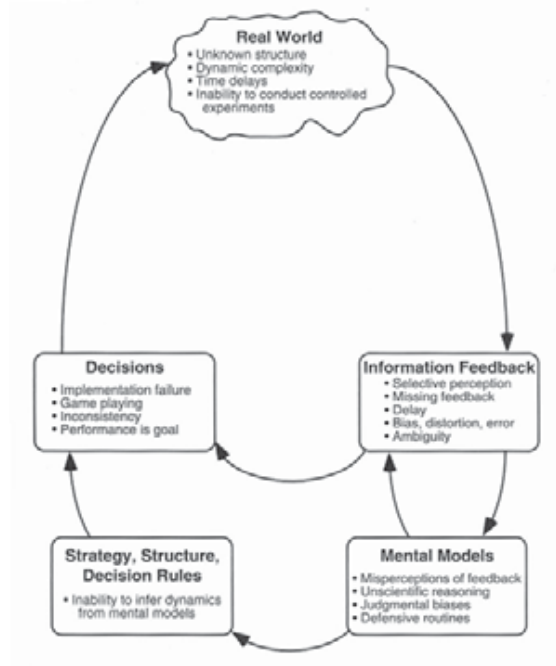 Real World
• Unknown structure
• Dynamic complexity
• Time delays
• Inability to conduct controlled
experiments
Decisions
• Implementation failure
• Game playing
• Inconsistency
• Performance is goal
Information Feedback
• Selective perception
• Missing feedback
• Delay
• Bias, distortion, error
• Ambiguity
Strategy, Structure,
Decision Rules
• Inability to infer dynamics
from mental models
Mental Models
• Misperceptions of feedback
• Unscientific reasoning
• Judgmental biases
• Defensive routines